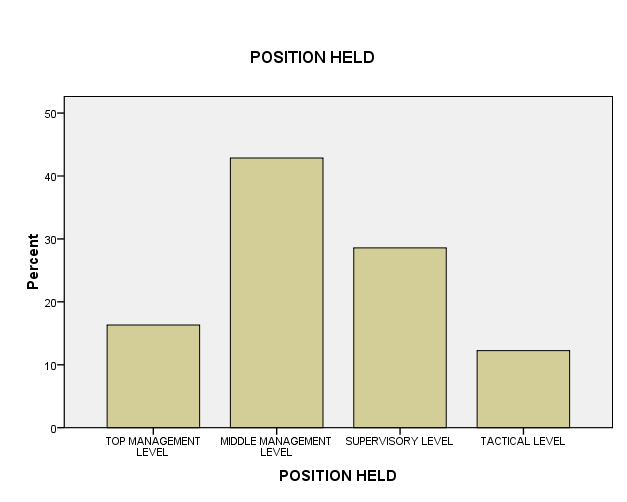 POSITION HELD
50
40
30
20
10
0
Percent
TOP MANAGEMENT
LEVEL
MIDDLE MANAGEMENT
LEVEL
SUPERVISORY LEVEL
TACTICAL LEVEL
POSITION HELD